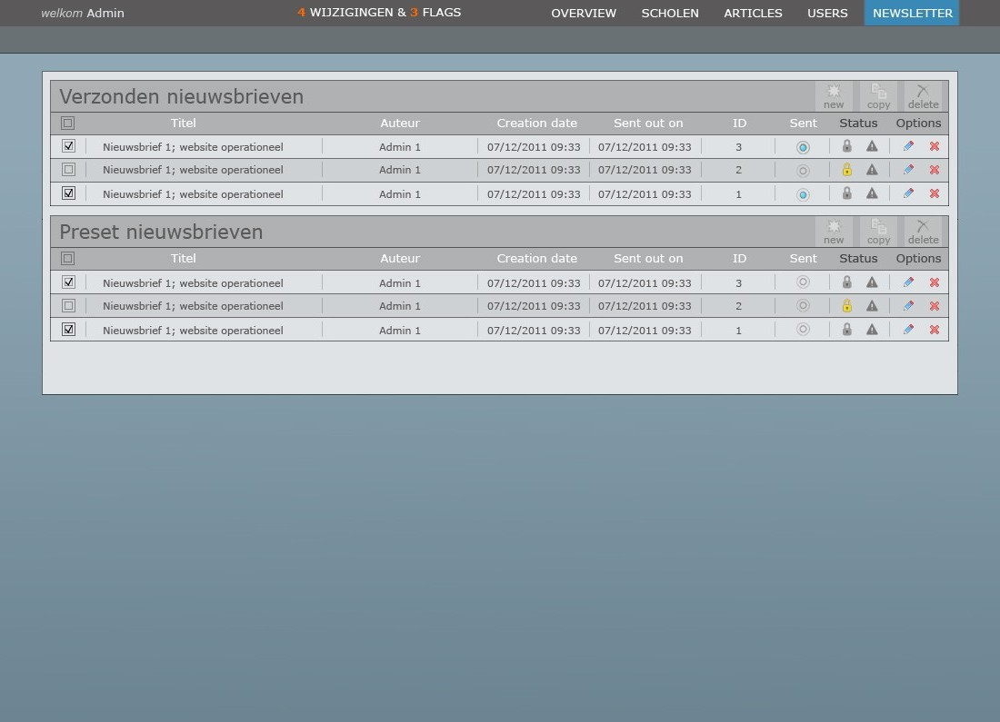 welkom Admin 4 WIJZIGINGEN & 3 FLAGS OVERVIEW SCHOLEN ARTICLES USERS NEWSLETTER
Verzonden nieuwsbrieven new copy delete
Titel Auteur Creation date Sent out on ID Sent Status Options
Nieuwsbrief 1; website operationeel Admin 1 07/12/2011 09:33 07/12/2011 09:33 3
Nieuwsbrief 1; website operationeel Admin 1 07/12/2011 09:33 07/12/2011 09:33 2
Nieuwsbrief 1; website operationeel Admin 1 07/12/2011 09:33 07/12/2011 09:33 1
Preset nieuwsbrieven new copy delete
Titel Auteur Creation date Sent out on ID Sent Status Options
Nieuwsbrief 1; website operationeel Admin 1 07/12/2011 09:33 07/12/2011 09:33 3
Nieuwsbrief 1; website operationeel Admin 1 07/12/2011 09:33 07/12/2011 09:33 2
Nieuwsbrief 1; website operationeel Admin 1 07/12/2011 09:33 07/12/2011 09:33 1